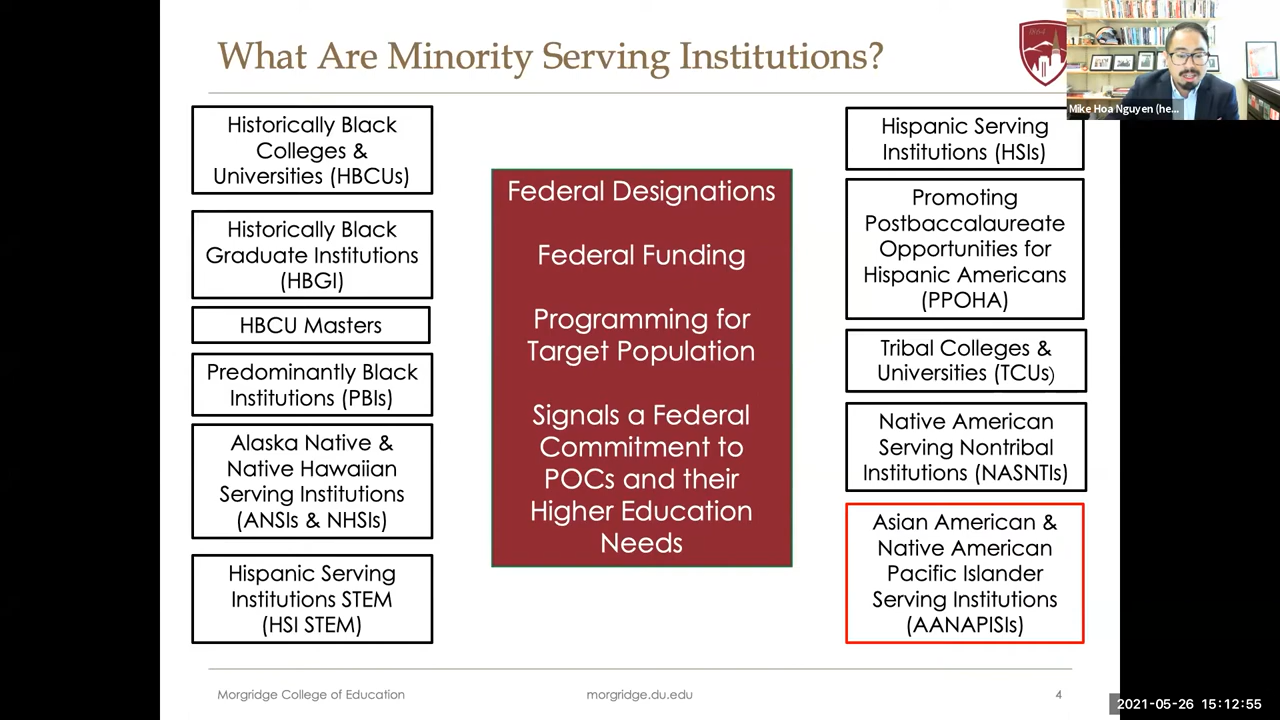 What Are Minority Serving Institutions?
Mike Hoa Nguyen (he...
Historically Black
Colleges &
Universities (HBCUs)
Historically Black
Graduate Institutions
(HBGI)
HBCU Masters
Predominantly Black
Institutions (PBIs)
Alaska Native &
Native Hawaiian
Serving Institutions
(ANSIs & NHSIs)
Hispanic Serving
Institutions STEM
(HSI STEM)
Federal Designations
Federal Funding
Programming for
Target Population
Signals a Federal
Commitment to
POCs and their
Higher Education
Needs
Hispanic Serving
Institutions (HSIs)
Promoting
Postbaccalaureate
Opportunities for
Hispanic Americans
(PPOHA)
Tribal Colleges &
Universities (TCUs)
Native American
Serving Nontribal
Institutions (NASNTIs)
Asian American &
Native American
Pacific Islander
Serving Institutions
(AANAPISIs)
Morgridge College of Education
morgridge.du.edu
4
2021-05-26 15:12:55